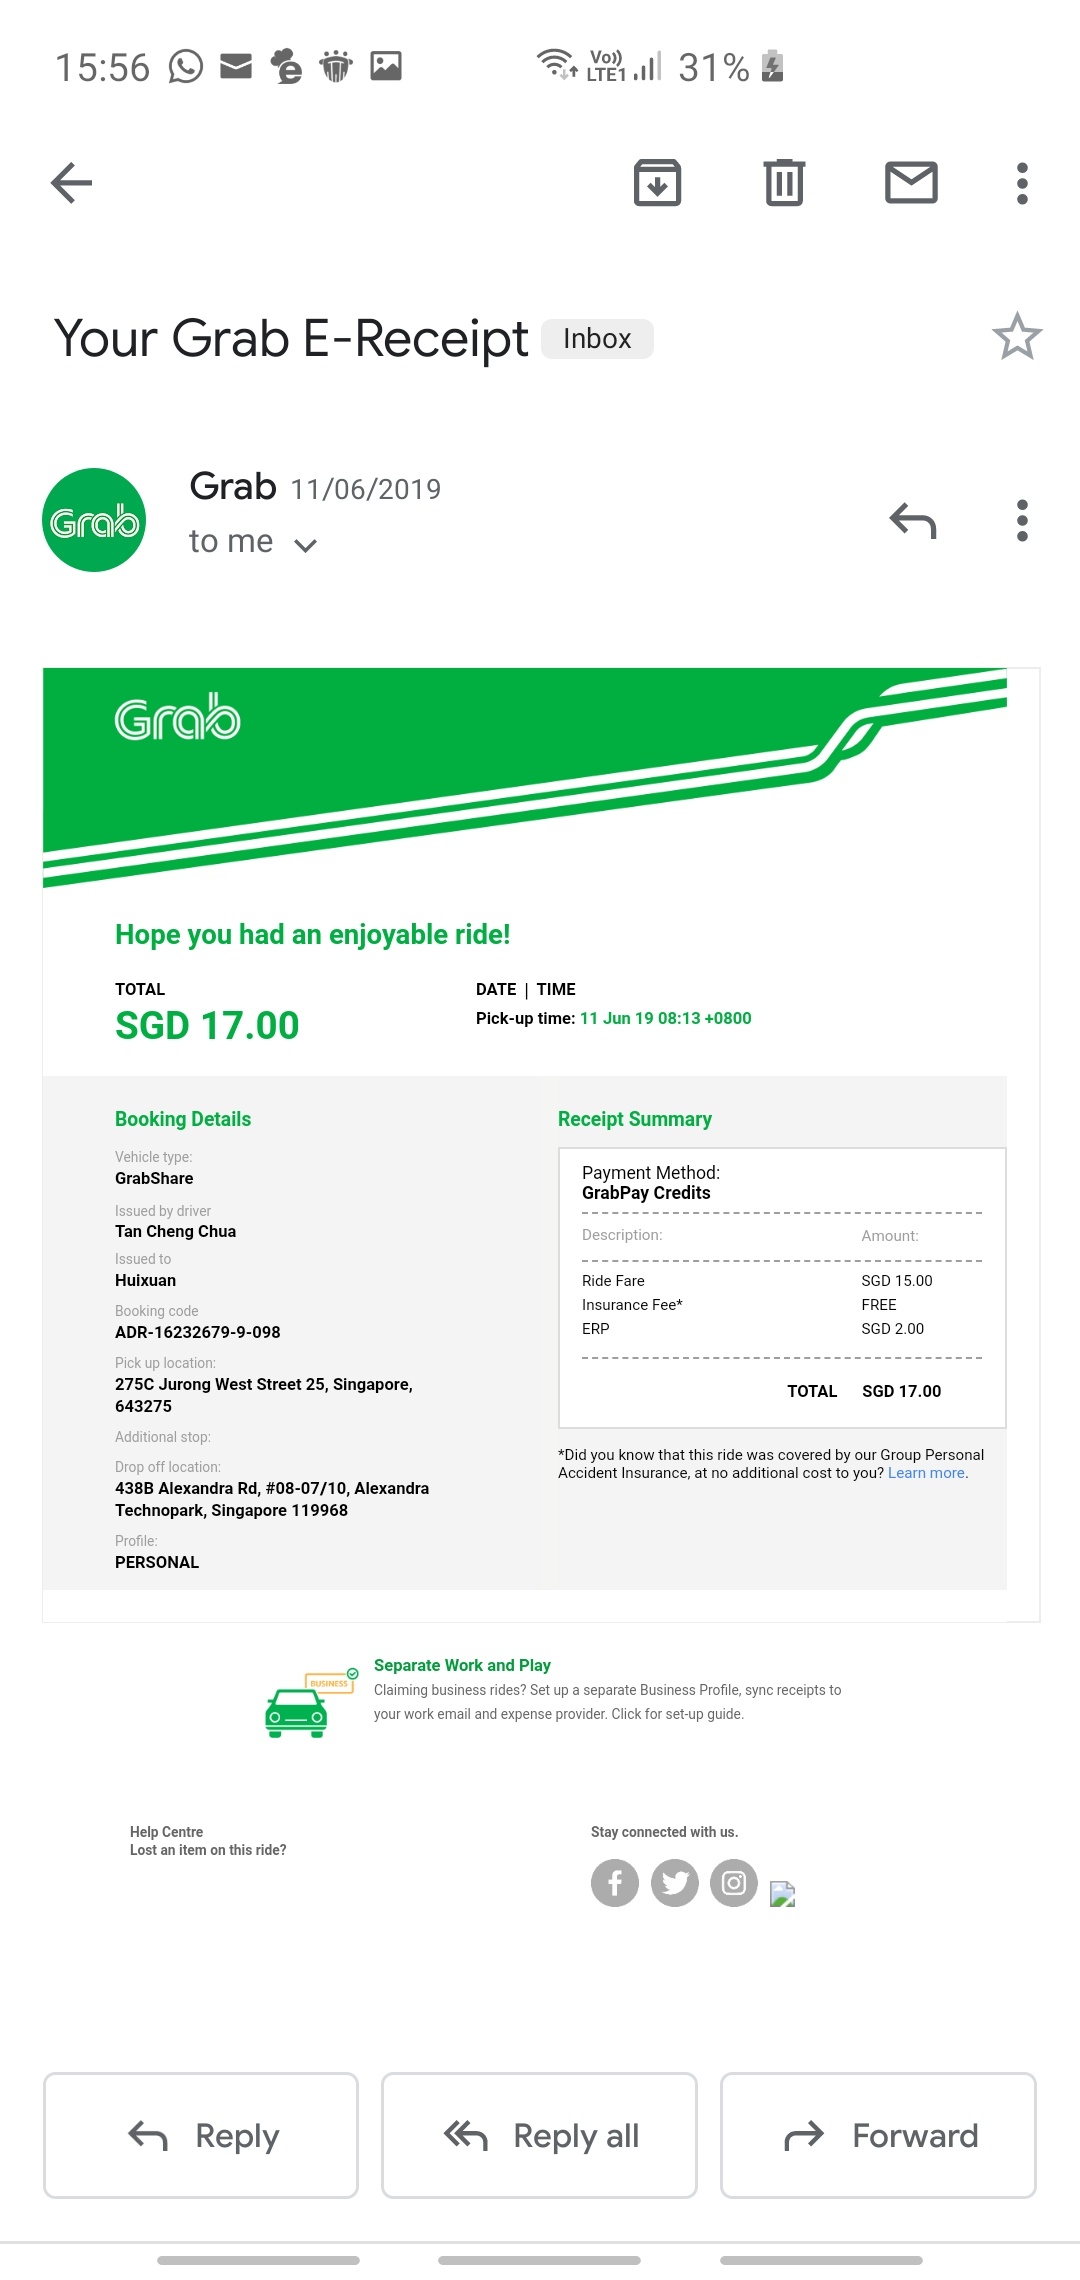 15:56
Vo)) LTE1 31%
Your Grab E-Receipt Inbox
Grab
Grab 11/06/2019
to me
Grab
Hope you had an enjoyable ride!
TOTAL
SGD 17.00
DATE | TIME
Pick-up time: 11 Jun 19 08:13 +0800
Booking Details
Vehicle type:
GrabShare
Issued by driver
Tan Cheng Chua
Issued to
Huixuan
Booking code
ADR-16232679-9-098
Pick up location:
275C Jurong West Street 25, Singapore,
643275
Additional stop:
Drop off location:
438B Alexandra Rd, #08-07/10, Alexandra
Technopark, Singapore 119968
Profile:
PERSONAL
Receipt Summary
Payment Method:
GrabPay Credits
Description: Amount:
Ride Fare SGD 15.00
Insurance Fee* FREE
ERP SGD 2.00
TOTAL SGD 17.00
*Did you know that this ride was covered by our Group Personal
Accident Insurance, at no additional cost to you? Learn more.
BUSINESS
Separate Work and Play
Claiming business rides? Set up a separate Business Profile, sync receipts to
your work email and expense provider. Click for set-up guide.
Help Centre
Lost an item on this ride?
Stay connected with us.
Reply
Reply all
Forward